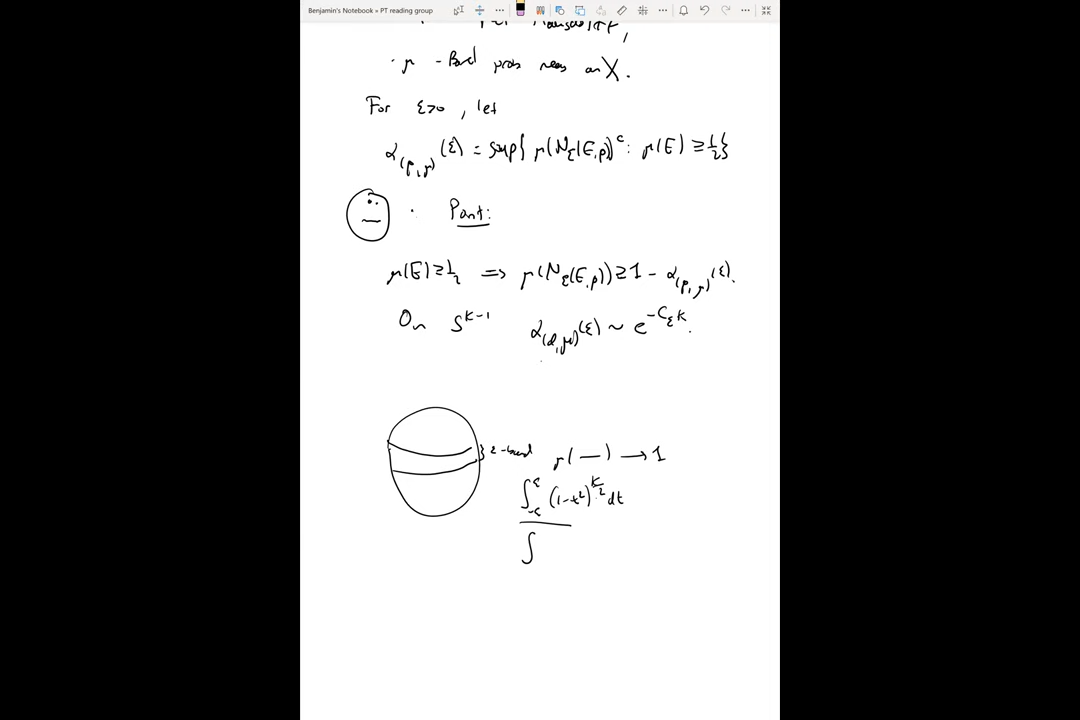 Benjamin's Notebook » PT reading group
· μ - Borel prob meas on X.
For ε>0, let
α_(ρ,μ)(ε) = sup{ μ(N_ε(E,ρ)^c : μ(E) ≥ 1/2 }
· Point:
μ(E) ≥ 1/2 ⟹ μ(N_ε(E,ρ)) ≥ 1 - α_(ρ,μ)(ε).
On S^{k-1} α_(d,μ)(ε) ~ e^{-C_ε k}.
} ε-band μ( — ) → 1
∫_{-ε}^{ε} (1-t²)^{k/2} dt
∫